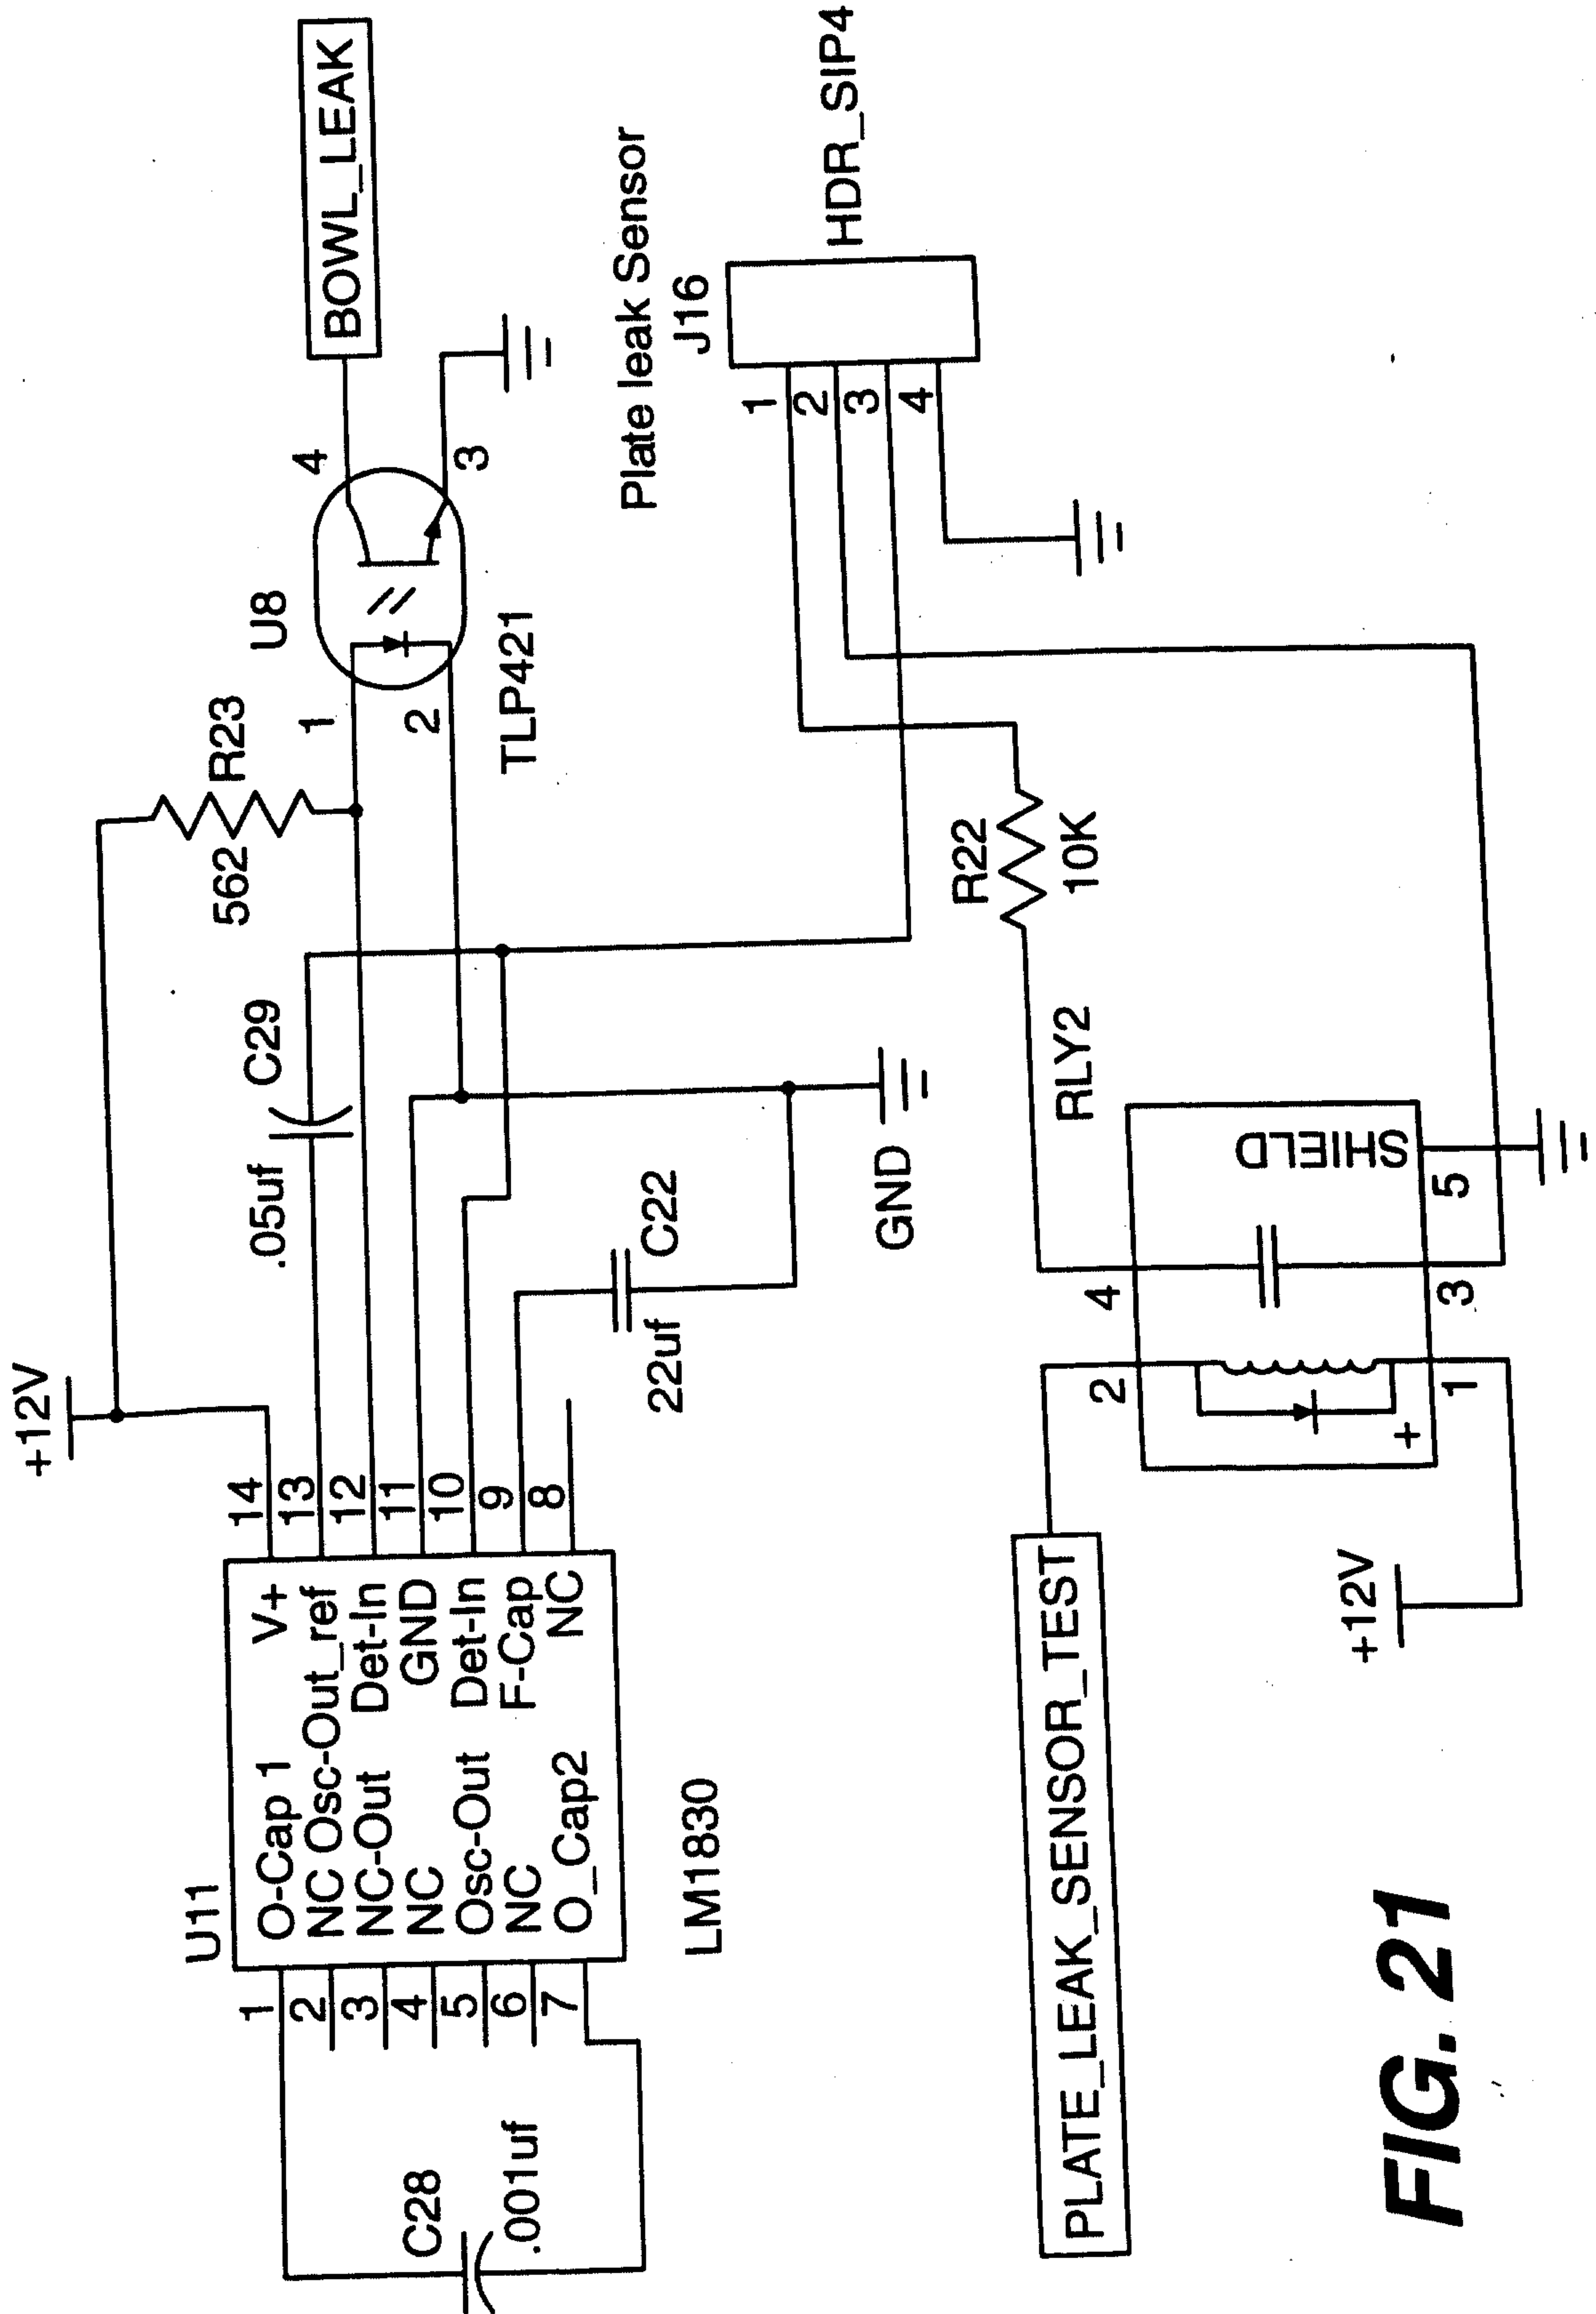 +12V
BOWL_LEAK
R23
562
U8
1
2
4
3
TLP421
C29
.05uf
U11
1
2
3
4
5
6
7
O-Cap 1
NC Osc-Out_ref
NC-Out
NC
Osc-Out
NC
O_Cap2
V+
Det-In
GND
Det-In
F-Cap
NC
14
13
12
11
10
9
8
LM1830
C28
.001uf
22uf
C22
GND
Plate leak Sensor
J16
1
2
3
4
HDR_SIP4
R22
10K
RLY2
PLATE_LEAK_SENSOR_TEST
2
4
SHIELD
+
1
3
5
+12V
FIG. 21